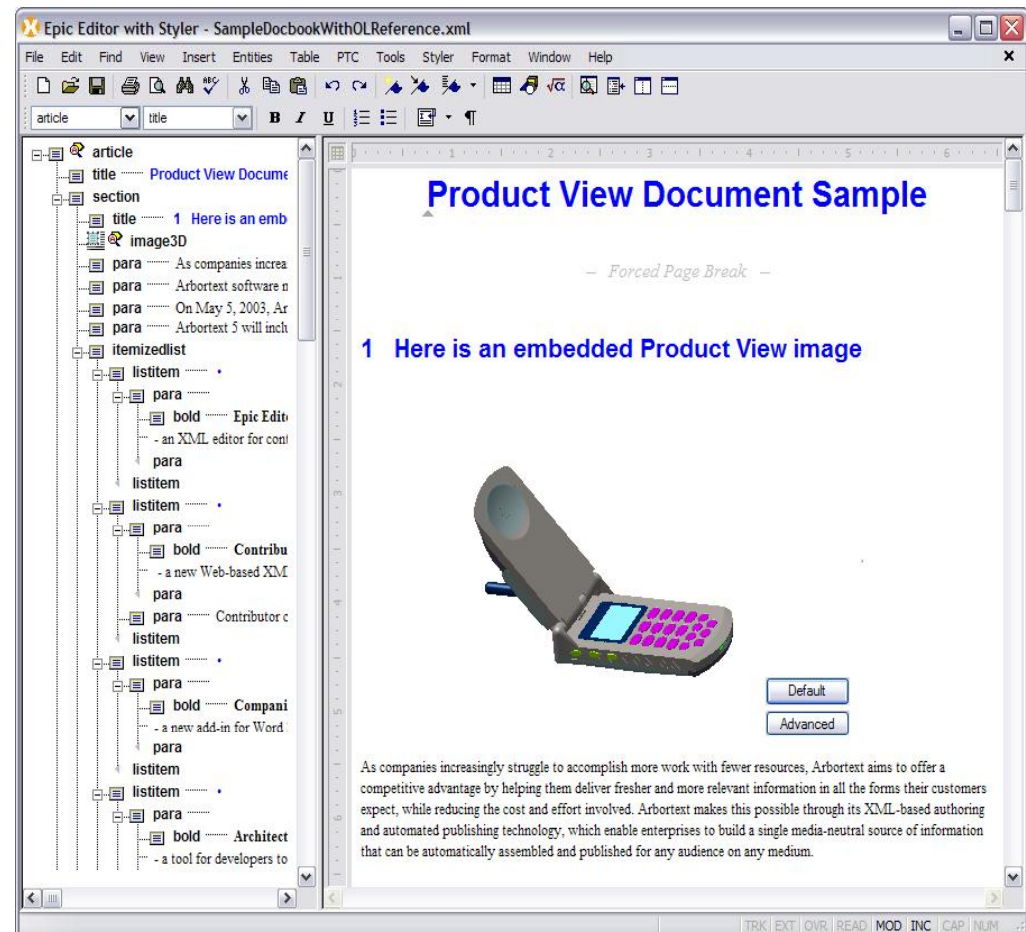 Epic Editor with Styler - SampleDocbookWithOLReference.xml
File Edit Find View Insert Entities Table PTC Tools Styler Format Window Help
article title B I U
article
title Product View Docume
section
title 1 Here is an emb
image3D
para As companies increa
para Arbortext software n
para On May 5, 2003, Ar
para Arbortext 5 will incl
itemizedlist
listitem
para
bold Epic Edito
- an XML editor for cont
para
listitem
listitem
para
bold Contribu
- a new Web-based XM
para
para Contributor c
listitem
listitem
para
bold Compani
- a new add-in for Word
para
listitem
listitem
para
bold Architect
- a tool for developers to
1 2 3 4 5 6
Product View Document Sample
– Forced Page Break –
1 Here is an embedded Product View image
Default
Advanced
As companies increasingly struggle to accomplish more work with fewer resources, Arbortext aims to offer a
competitive advantage by helping them deliver fresher and more relevant information in all the forms their customers
expect, while reducing the cost and effort involved. Arbortext makes this possible through its XML-based authoring
and automated publishing technology, which enable enterprises to build a single media-neutral source of information
that can be automatically assembled and published for any audience on any medium.
TRK EXT OVR READ MOD INC CAP NUM